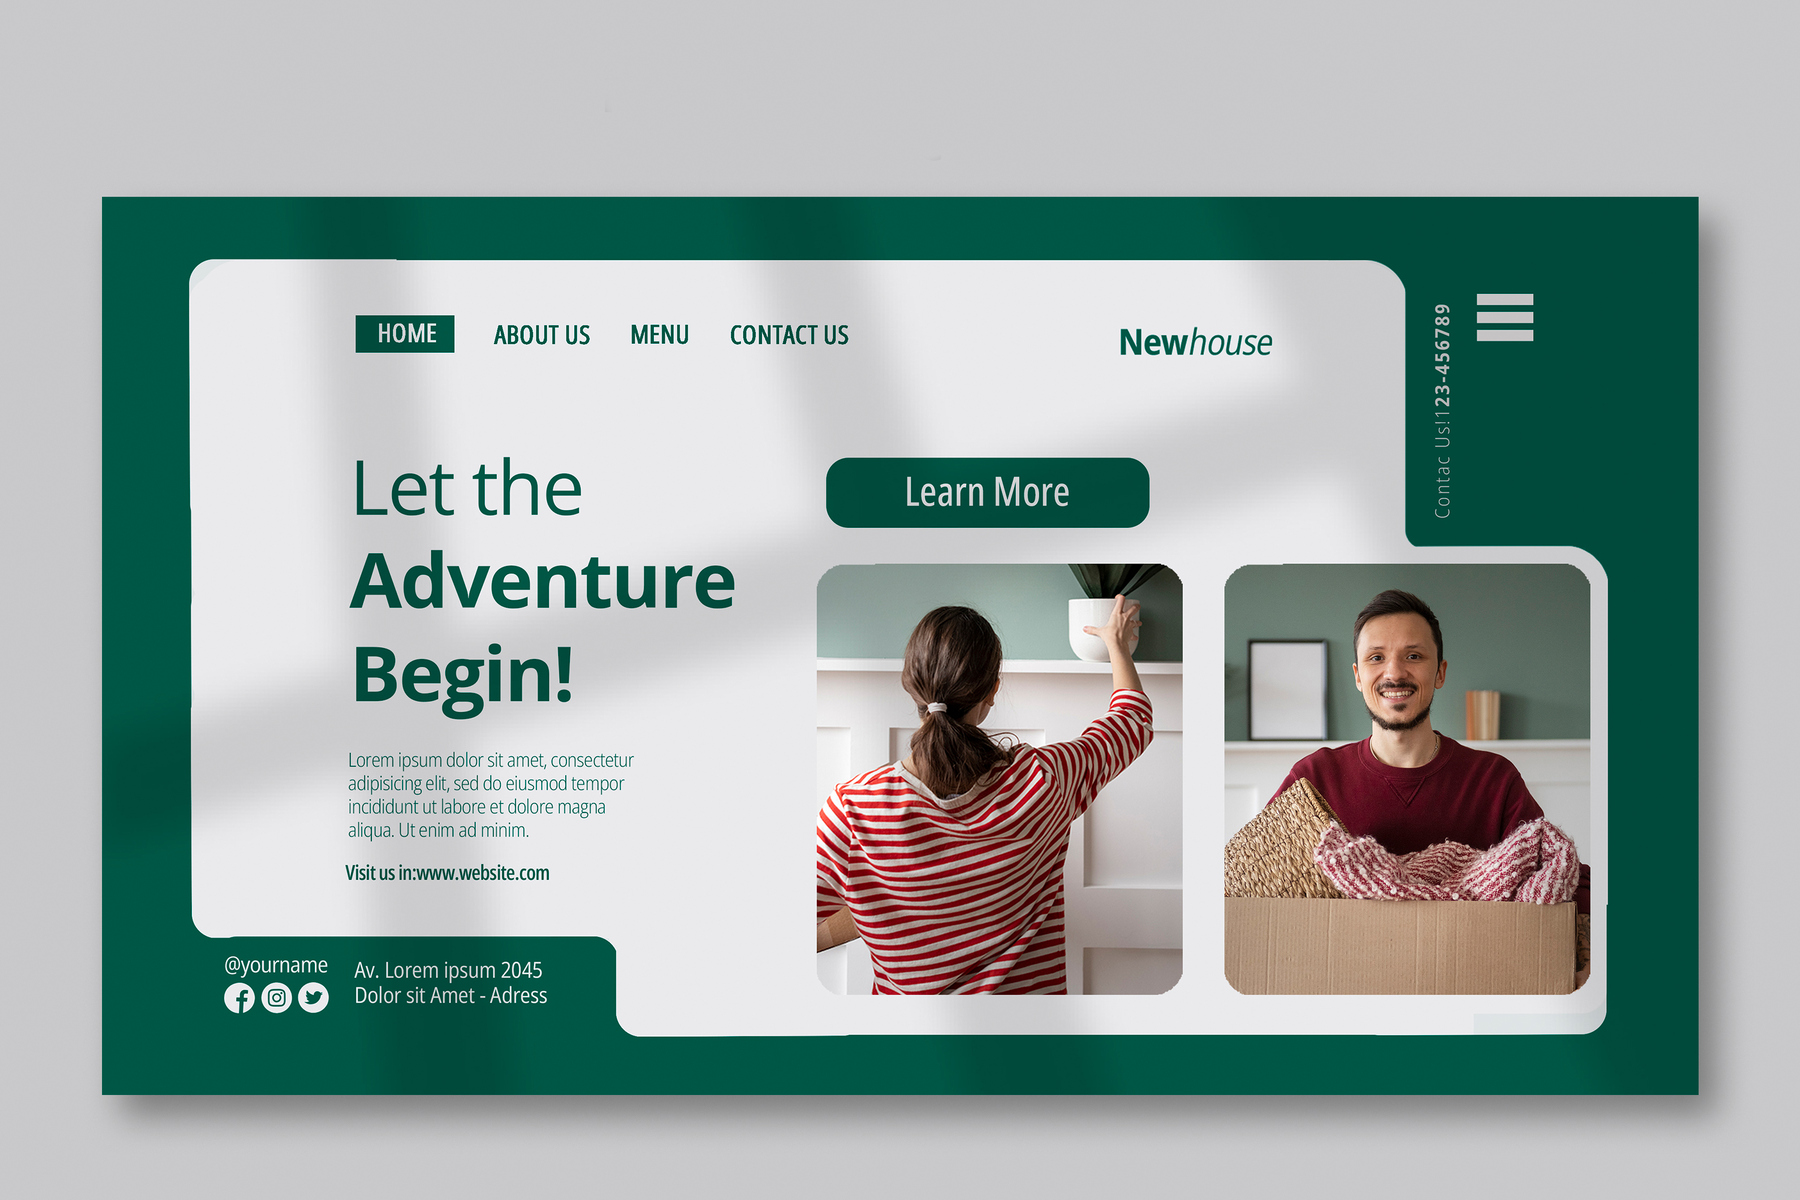 HOME ABOUT US MENU CONTACT US
Newhouse
Contac Us!123-456789
Let the
Adventure
Begin!
Learn More
Lorem ipsum dolor sit amet, consectetur
adipisicing elit, sed do eiusmod tempor
incididunt ut labore et dolore magna
aliqua. Ut enim ad minim.
Visit us in:www.website.com
@yourname
Av. Lorem ipsum 2045
Dolor sit Amet - Adress